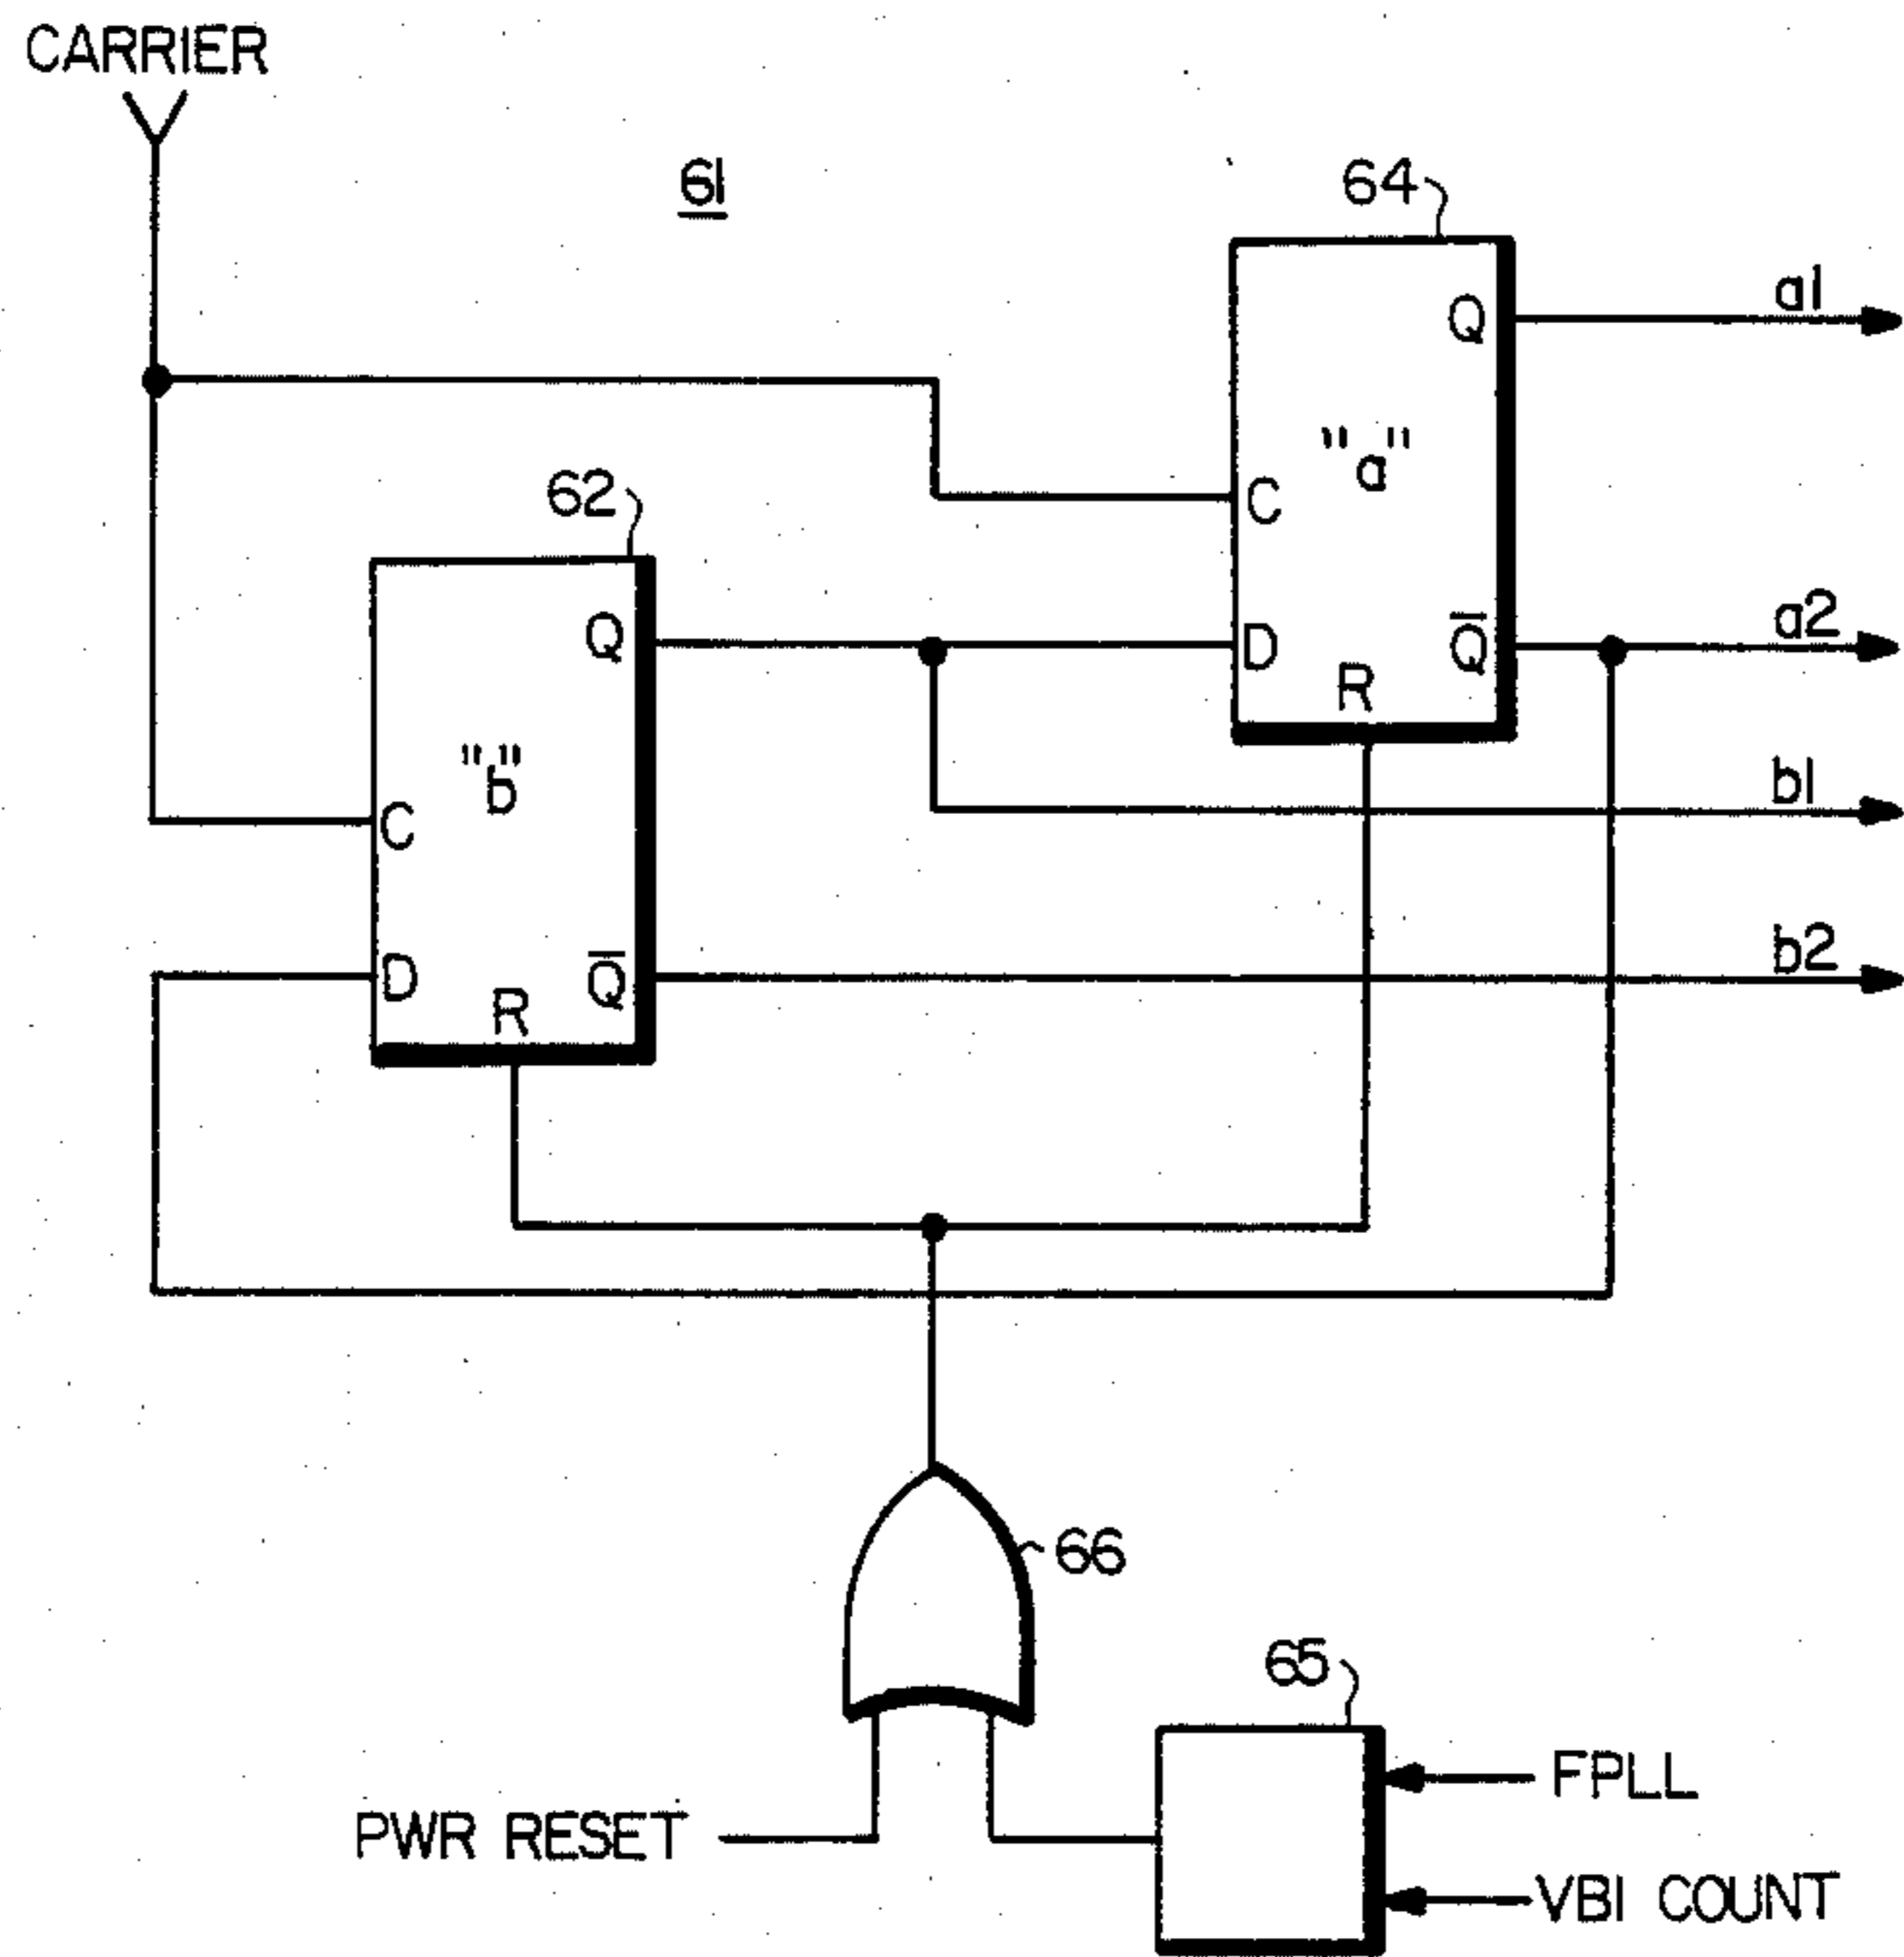 CARRIER
61
64
Q
a1
"a"
62
C
Q
D
Q̅
a2
R
"b"
b1
C
D
Q̅
b2
R
66
65
FPLL
PWR RESET
VBI COUNT